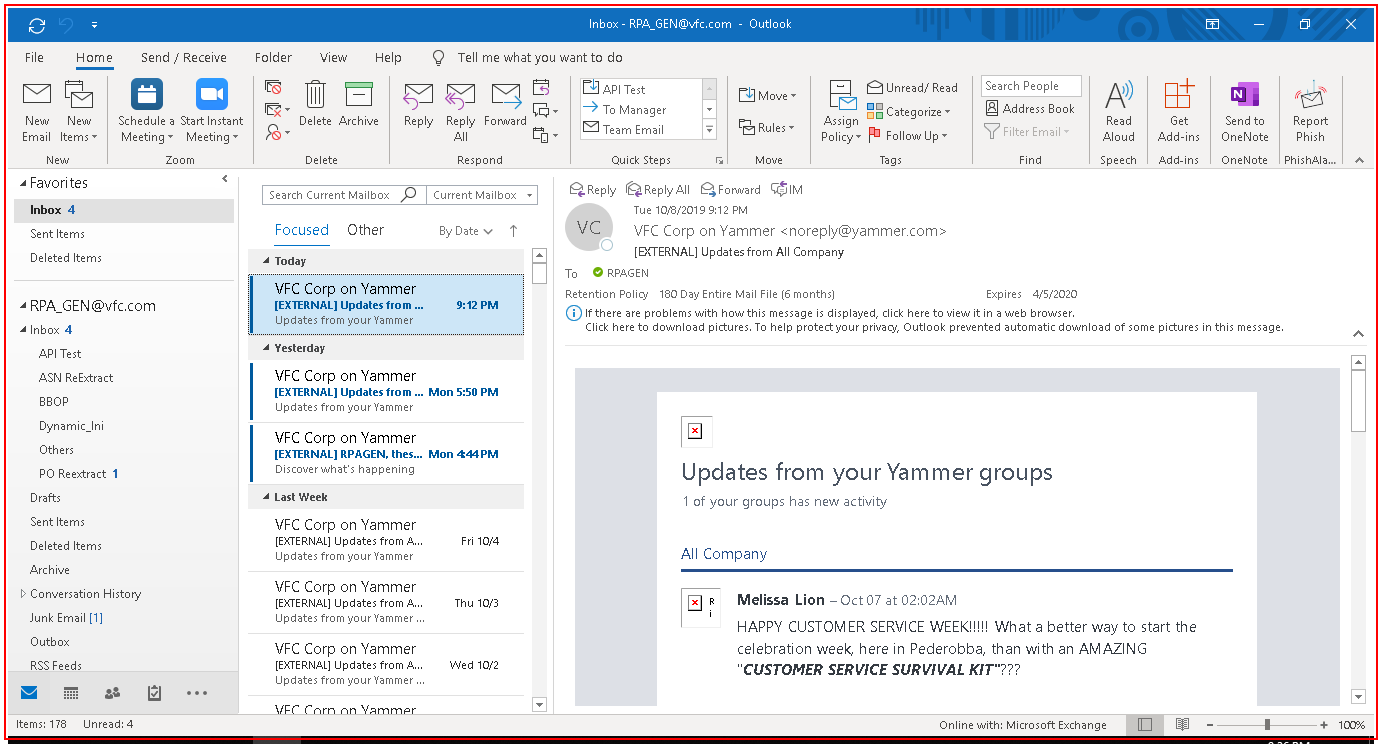 Inbox - RPA_GEN@vfc.com - Outlook
File Home Send / Receive Folder View Help Tell me what you want to do
New Email
New Items
New
Schedule a Meeting
Start Instant Meeting
Zoom
Delete
Archive
Delete
Reply
Reply All
Forward
Respond
API Test
To Manager
Team Email
Quick Steps
Move
Rules
Move
Assign Policy
Unread/ Read
Categorize
Follow Up
Tags
Search People
Address Book
Filter Email
Find
Read Aloud
Speech
Get Add-ins
Add-ins
Send to OneNote
OneNote
Report Phish
PhishAla...
Favorites
Inbox 4
Sent Items
Deleted Items
RPA_GEN@vfc.com
Inbox 4
API Test
ASN ReExtract
BBOP
Dynamic_Ini
Others
PO Reextract 1
Drafts
Sent Items
Deleted Items
Archive
Conversation History
Junk Email [1]
Outbox
RSS Feeds
Search Current Mailbox Current Mailbox
Focused Other By Date
Today
VFC Corp on Yammer
[EXTERNAL] Updates from ... 9:12 PM
Updates from your Yammer
Yesterday
VFC Corp on Yammer
[EXTERNAL] Updates from ... Mon 5:50 PM
Updates from your Yammer
VFC Corp on Yammer
[EXTERNAL] RPAGEN, thes... Mon 4:44 PM
Discover what's happening
Last Week
VFC Corp on Yammer
[EXTERNAL] Updates from A... Fri 10/4
Updates from your Yammer
VFC Corp on Yammer
[EXTERNAL] Updates from A... Thu 10/3
Updates from your Yammer ...
VFC Corp on Yammer
[EXTERNAL] Updates from A... Wed 10/2
Updates from your Yammer ...
VFC Corp on Yammer
Reply Reply All Forward IM
Tue 10/8/2019 9:12 PM
VC
VFC Corp on Yammer <noreply@yammer.com>
[EXTERNAL] Updates from All Company
To RPAGEN
Retention Policy 180 Day Entire Mail File (6 months) Expires 4/5/2020
If there are problems with how this message is displayed, click here to view it in a web browser.
Click here to download pictures. To help protect your privacy, Outlook prevented automatic download of some pictures in this message.
Updates from your Yammer groups
1 of your groups has new activity
All Company
R
i
Melissa Lion – Oct 07 at 02:02AM
HAPPY CUSTOMER SERVICE WEEK!!!!! What a better way to start the
celebration week, here in Pederobba, than with an AMAZING
"CUSTOMER SERVICE SURVIVAL KIT"???
Items: 178 Unread: 4 Online with: Microsoft Exchange 100%